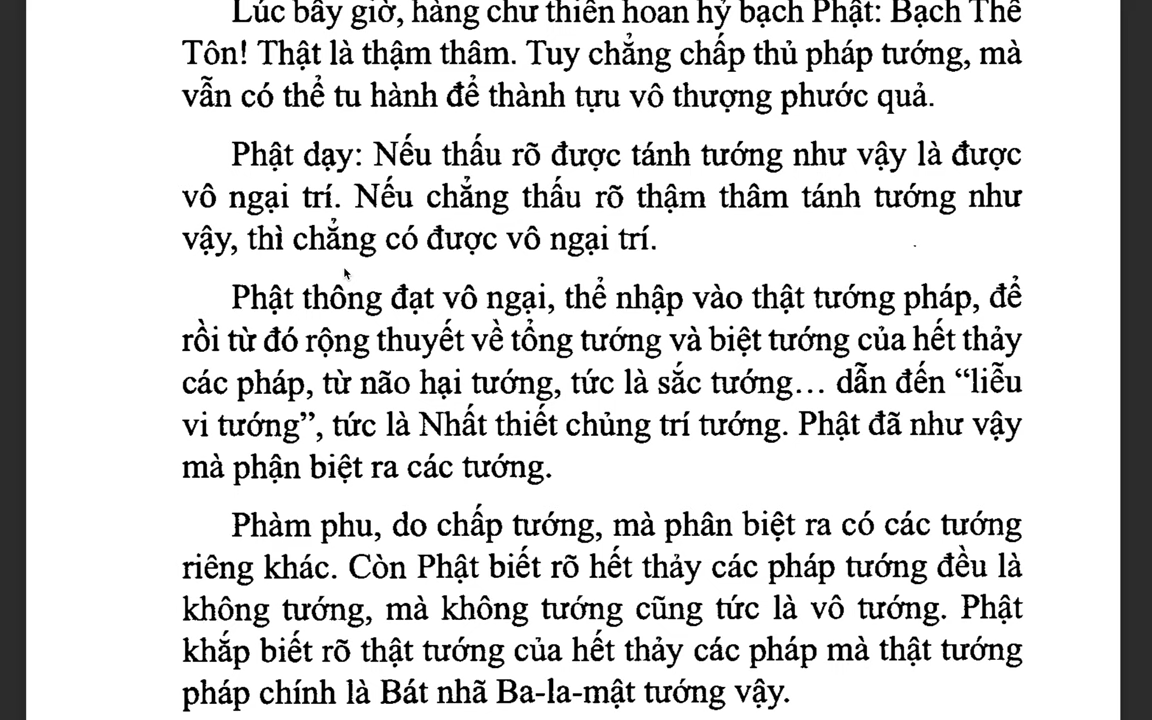 Lúc bấy giờ, hàng chư thiên hoan hỷ bạch Phật: Bạch Thế
Tôn! Thật là thậm thâm. Tuy chẳng chấp thủ pháp tướng, mà
vẫn có thể tu hành để thành tựu vô thượng phước quả.
Phật dạy: Nếu thấu rõ được tánh tướng như vậy là được
vô ngại trí. Nếu chẳng thấu rõ thậm thâm tánh tướng như
vậy, thì chẳng có được vô ngại trí.
Phật thông đạt vô ngại, thể nhập vào thật tướng pháp, để
rồi từ đó rộng thuyết về tổng tướng và biệt tướng của hết thảy
các pháp, từ não hại tướng, tức là sắc tướng... dẫn đến “liễu
vi tướng”, tức là Nhất thiết chủng trí tướng. Phật đã như vậy
mà phận biệt ra các tướng.
Phàm phu, do chấp tướng, mà phân biệt ra có các tướng
riêng khác. Còn Phật biết rõ hết thảy các pháp tướng đều là
không tướng, mà không tướng cũng tức là vô tướng. Phật
khắp biết rõ thật tướng của hết thảy các pháp mà thật tướng
pháp chính là Bát nhã Ba-la-mật tướng vậy.